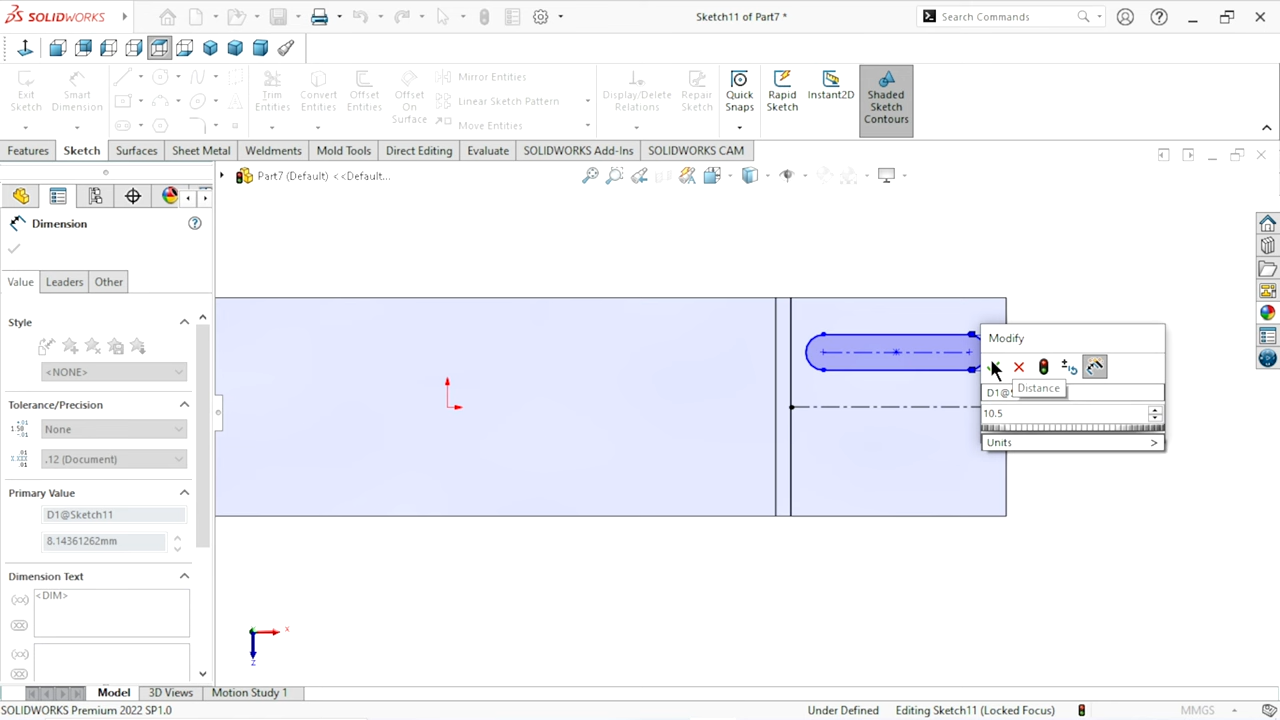 SOLIDWORKS
Sketch11 of Part7 *
Search Commands
Exit Sketch
Smart Dimension
Trim Entities
Convert Entities
Offset Entities
Offset On Surface
Mirror Entities
Linear Sketch Pattern
Move Entities
Display/Delete Relations
Repair Sketch
Quick Snaps
Rapid Sketch
Instant2D
Shaded Sketch Contours
Features
Sketch
Surfaces
Sheet Metal
Weldments
Mold Tools
Direct Editing
Evaluate
SOLIDWORKS Add-Ins
SOLIDWORKS CAM
Part7 (Default) <<Default...
Dimension
Value
Leaders
Other
Style
<NONE>
Tolerance/Precision
None
.12 (Document)
Primary Value
D1@Sketch11
8.14361262mm
Dimension Text
<DIM>
Modify
Distance
D1@
10.5
Units
x
z
Model
3D Views
Motion Study 1
SOLIDWORKS Premium 2022 SP1.0
Under Defined
Editing Sketch11 (Locked Focus)
MMGS